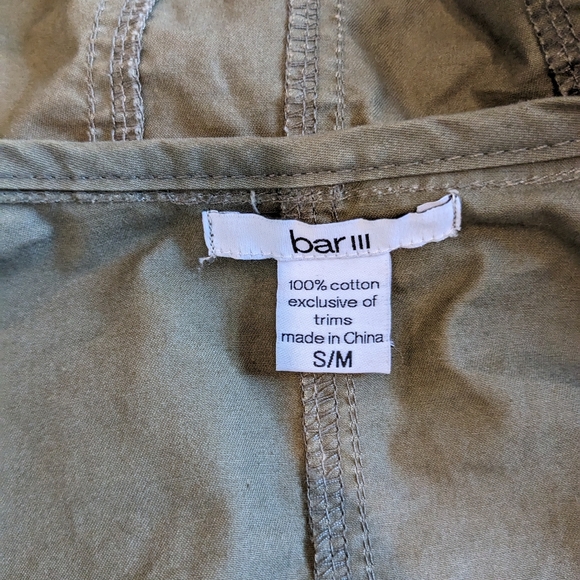 bar III
100% cotton
exclusive of
trims
made in China
S/M